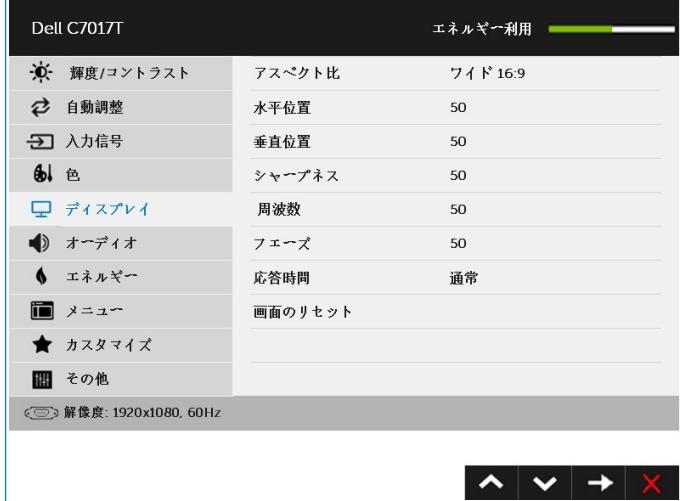 Dell C7017T
エネルギー利用
輝度/コントラスト
アスペクト比
ワイド 16:9
自動調整
水平位置
50
入力信号
垂直位置
50
色
シャープネス
50
ディスプレイ
周波数
50
オーディオ
フエーズ
50
エネルギー
応答時間
通常
メニュー
画面のリセット
カスタマイズ
その他
解像度: 1920x1080, 60Hz